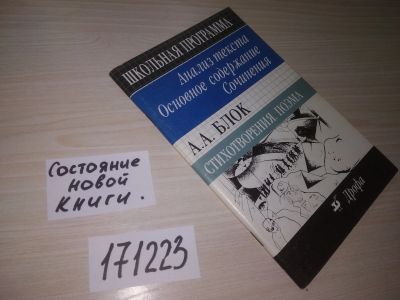 ШКОЛЬНАЯ ПРОГРАММА
Анализ текста
Основное содержание
Сочинения
А.А. БЛОК
СТИХОТВОРЕНИЯ. ПОЭМА
Дрофа
Состояние
новой
книги.
171223